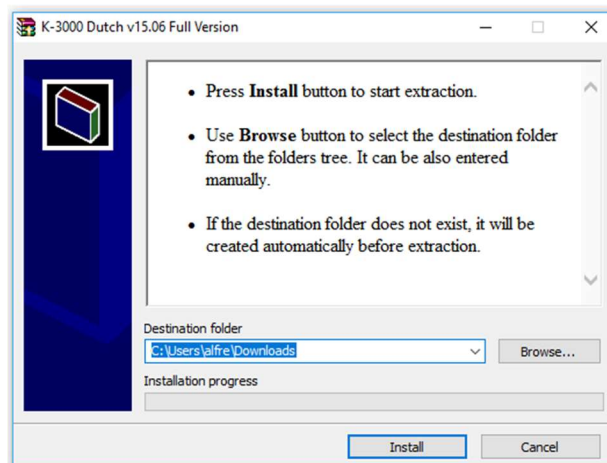 K-3000 Dutch v15.06 Full Version
• Press Install button to start extraction.
• Use Browse button to select the destination folder
from the folders tree. It can be also entered
manually.
• If the destination folder does not exist, it will be
created automatically before extraction.
Destination folder
C:\Users\alfre\Downloads
Browse...
Installation progress
Install
Cancel